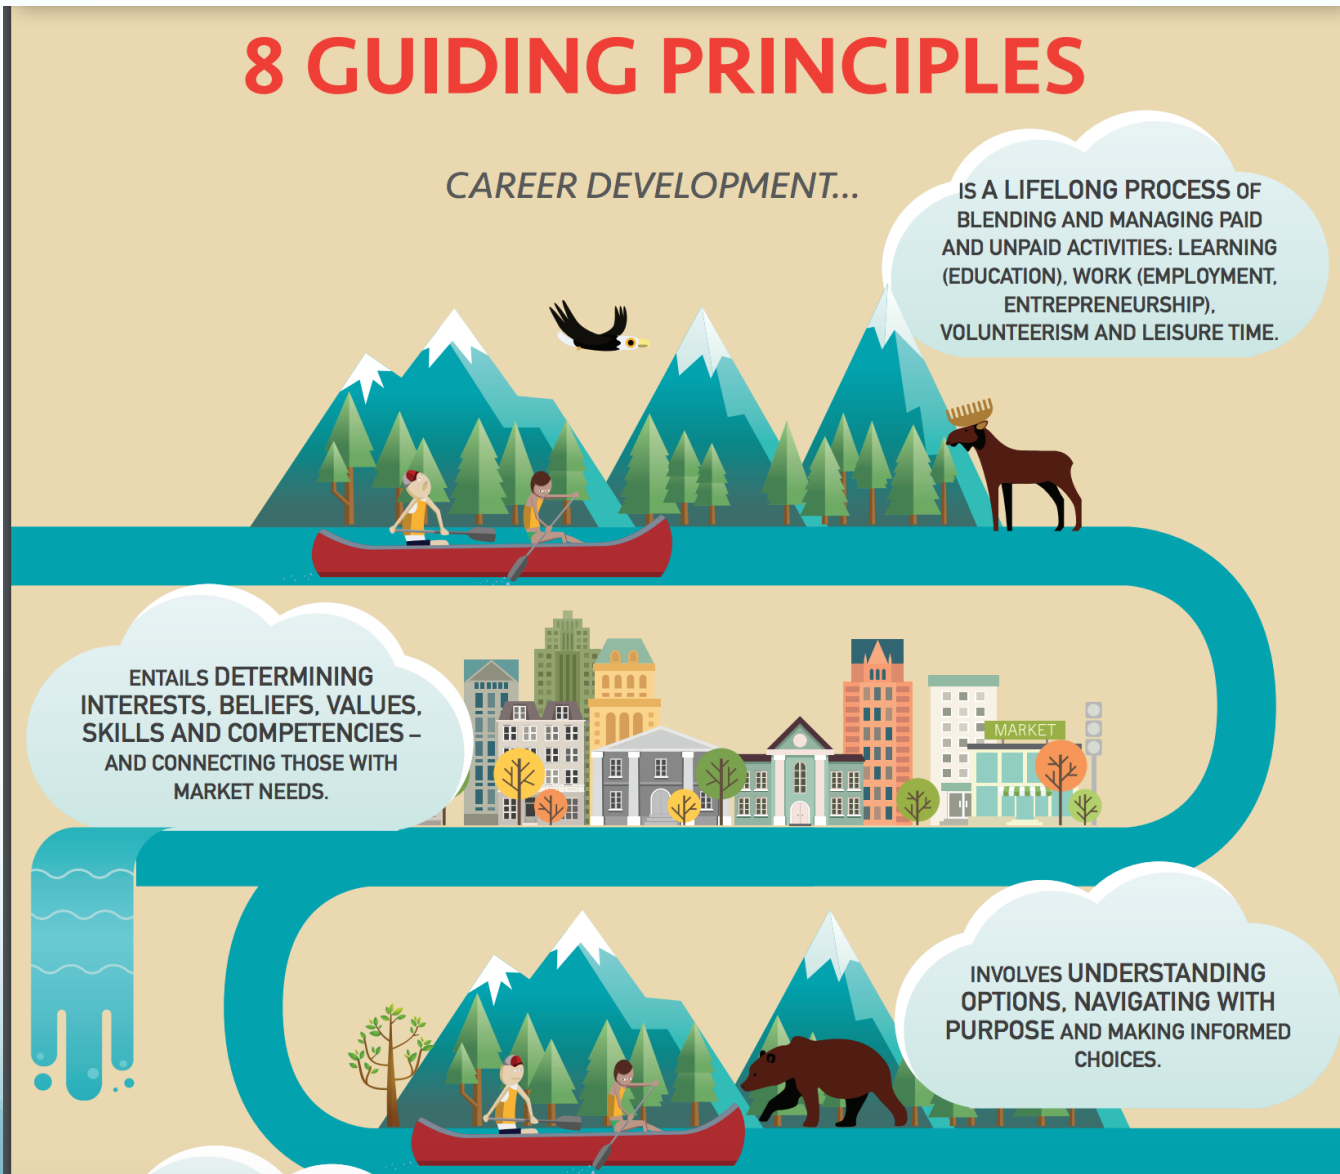 8 GUIDING PRINCIPLES
CAREER DEVELOPMENT...
IS A LIFELONG PROCESS OF
BLENDING AND MANAGING PAID
AND UNPAID ACTIVITIES: LEARNING
(EDUCATION), WORK (EMPLOYMENT,
ENTREPRENEURSHIP),
VOLUNTEERISM AND LEISURE TIME.
ENTAILS DETERMINING
INTERESTS, BELIEFS, VALUES,
SKILLS AND COMPETENCIES –
AND CONNECTING THOSE WITH
MARKET NEEDS.
MARKET
INVOLVES UNDERSTANDING
OPTIONS, NAVIGATING WITH
PURPOSE AND MAKING INFORMED
CHOICES.